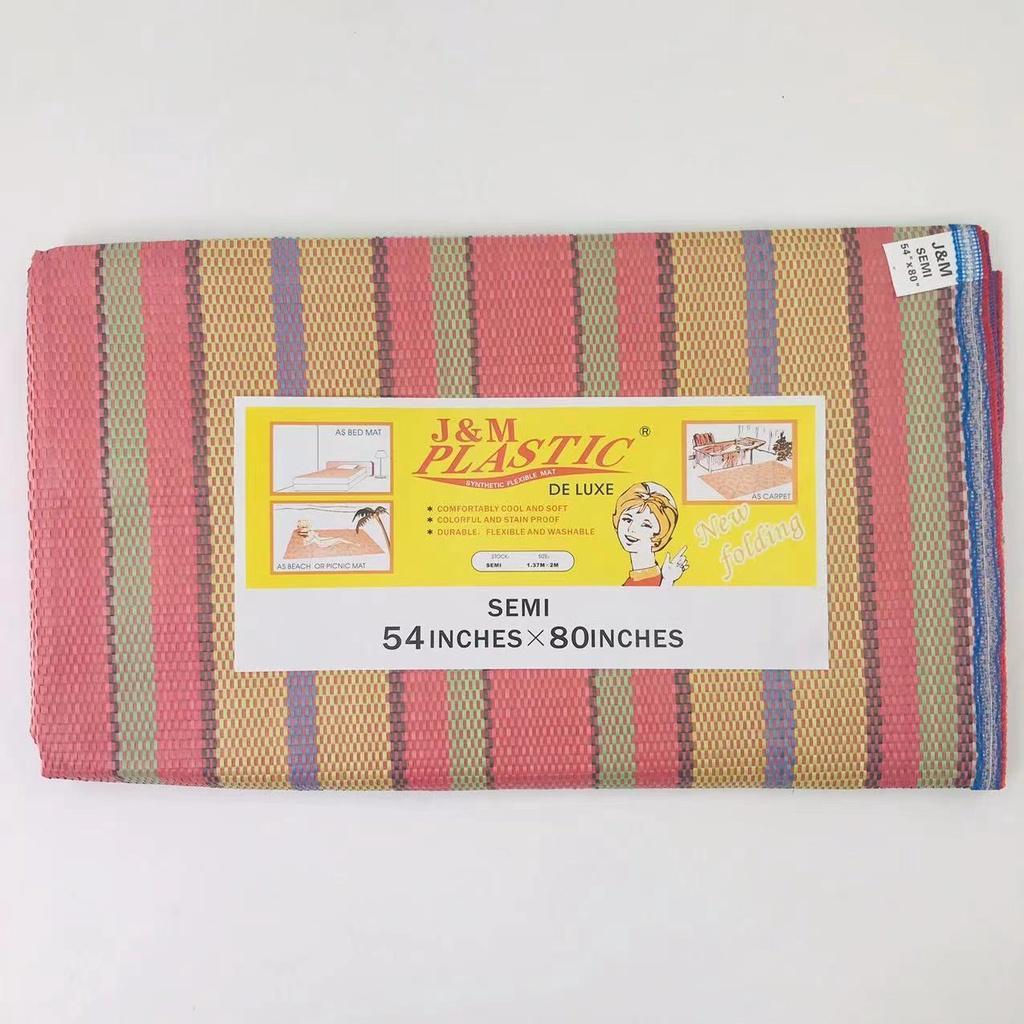 J&M
SEMI
54"X80"
AS BED MAT
J&M
PLASTIC ®
SYNTHETIC FLEXIBLE MAT
DE LUXE
AS CARPET
★ COMFORTABLY COOL AND SOFT
★ COLORFUL AND STAIN PROOF
★ DURABLE, FLEXIBLE AND WASHABLE
AS BEACH OR PICNIC MAT
STOCK: SIZE:
SEMI 1.37M×2M
New
folding
SEMI
54INCHES×80INCHES